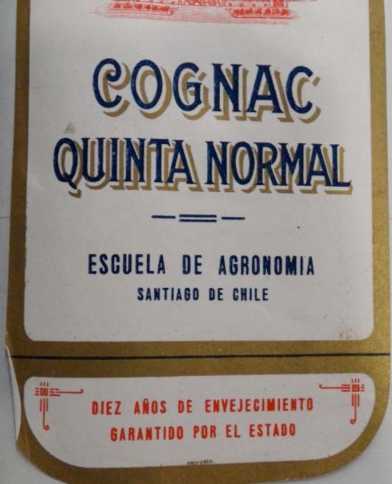 COGNAC
QUINTA NORMAL
ESCUELA DE AGRONOMIA
SANTIAGO DE CHILE
DIEZ AÑOS DE ENVEJECIMIENTO
GARANTIDO POR EL ESTADO